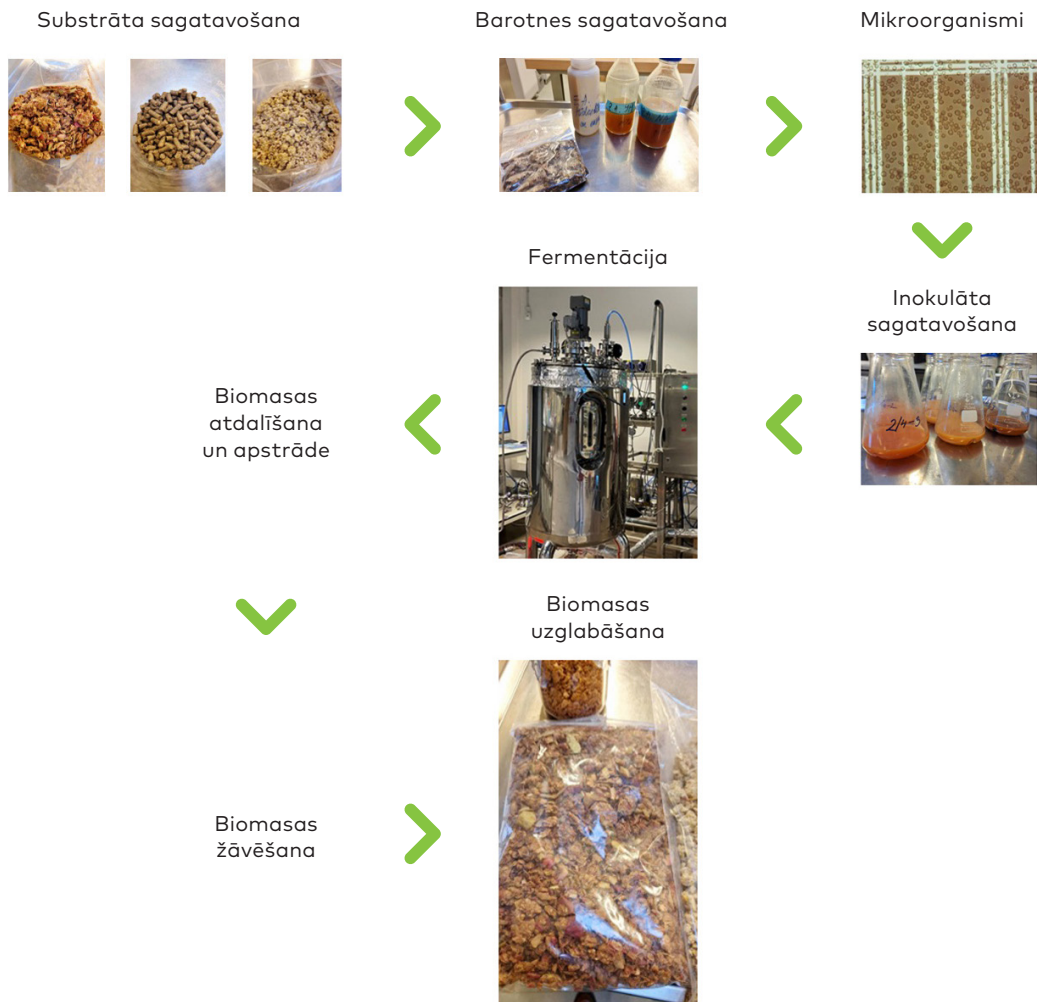 Substrāta sagatavošana
Barotnes sagatavošana
Mikroorganismi
Fermentācija
Inokulāta
sagatavošana
Biomasas
atdalīšana
un apstrāde
Biomasas
uzglabāšana
Biomasas
žāvēšana